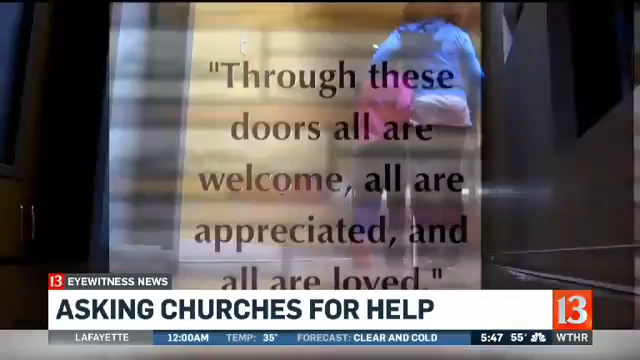 "Through these
doors all are
welcome, all are
appreciated, and
all are loved."
13 EYEWITNESS NEWS
ASKING CHURCHES FOR HELP
13
LAFAYETTE 12:00AM TEMP: 35° FORECAST: CLEAR AND COLD 5:47 55° NBC WTHR